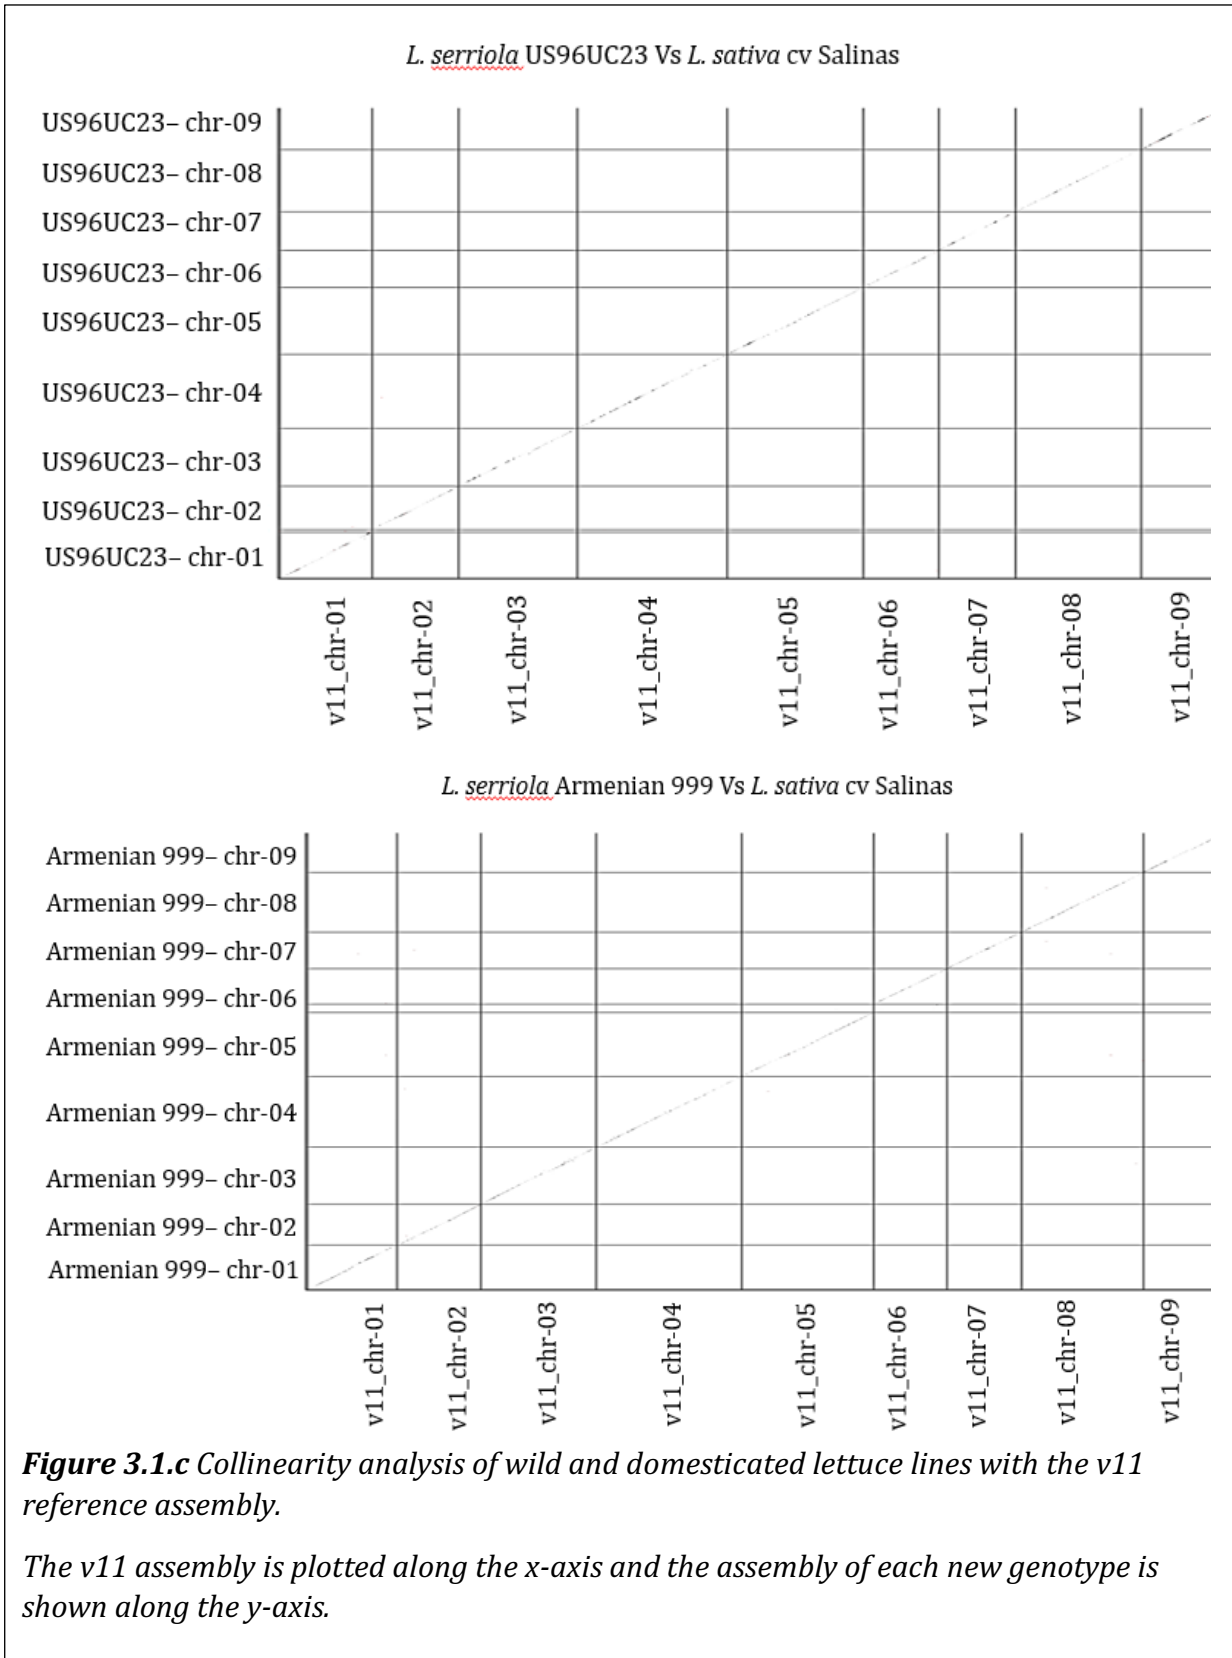 L. serriola US96UC23 Vs L. sativa cv Salinas
US96UC23– chr-09
US96UC23– chr-08
US96UC23– chr-07
US96UC23– chr-06
US96UC23– chr-05
US96UC23– chr-04
US96UC23– chr-03
US96UC23– chr-02
US96UC23– chr-01
v11_chr-01
v11_chr-02
v11_chr-03
v11_chr-04
v11_chr-05
v11_chr-06
v11_chr-07
v11_chr-08
v11_chr-09
L. serriola Armenian 999 Vs L. sativa cv Salinas
Armenian 999– chr-09
Armenian 999– chr-08
Armenian 999– chr-07
Armenian 999– chr-06
Armenian 999– chr-05
Armenian 999– chr-04
Armenian 999– chr-03
Armenian 999– chr-02
Armenian 999– chr-01
v11_chr-01
v11_chr-02
v11_chr-03
v11_chr-04
v11_chr-05
v11_chr-06
v11_chr-07
v11_chr-08
v11_chr-09
Figure 3.1.c Collinearity analysis of wild and domesticated lettuce lines with the v11
reference assembly.
The v11 assembly is plotted along the x-axis and the assembly of each new genotype is
shown along the y-axis.